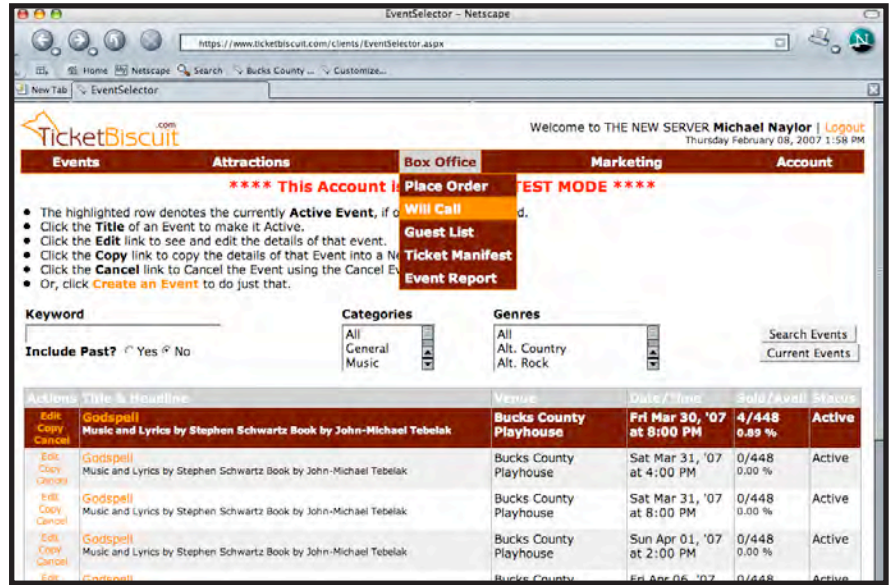 EventSelector – Netscape
https://www.ticketbiscuit.com/clients/EventSelector.aspx
Home Netscape Search Bucks County ... Customize...
New Tab EventSelector
TicketBiscuit.com
Welcome to THE NEW SERVER Michael Naylor | Logout
Thursday February 08, 2007 1:58 PM
Events Attractions Box Office Marketing Account
Place Order
Will Call
Guest List
Ticket Manifest
Event Report
**** This Account is TEST MODE ****
• The highlighted row denotes the currently Active Event, if o d.
• Click the Title of an Event to make it Active.
• Click the Edit link to see and edit the details of that event.
• Click the Copy link to copy the details of that Event into a Ne
• Click the Cancel link to Cancel the Event using the Cancel Ev
• Or, click Create an Event to do just that.
Keyword Categories Genres
All All
General Alt. Country
Music Alt. Rock
Include Past? Yes No
Search Events
Current Events
Actions Title & Headline Venue Date/Time Sold/Avail Status
Edit Godspell Bucks County Fri Mar 30, '07 4/448 Active
Copy Music and Lyrics by Stephen Schwartz Book by John-Michael Tebelak Playhouse at 8:00 PM 0.89 %
Cancel
Edit Godspell Bucks County Sat Mar 31, '07 0/448 Active
Copy Music and Lyrics by Stephen Schwartz Book by John-Michael Tebelak Playhouse at 4:00 PM 0.00 %
Cancel
Edit Godspell Bucks County Sat Mar 31, '07 0/448 Active
Copy Music and Lyrics by Stephen Schwartz Book by John-Michael Tebelak Playhouse at 8:00 PM 0.00 %
Cancel
Edit Godspell Bucks County Sun Apr 01, '07 0/448 Active
Copy Music and Lyrics by Stephen Schwartz Book by John-Michael Tebelak Playhouse at 2:00 PM 0.00 %
Cancel
Edit Godspell Bucks County Fri Apr 06, '07 0/448 Active